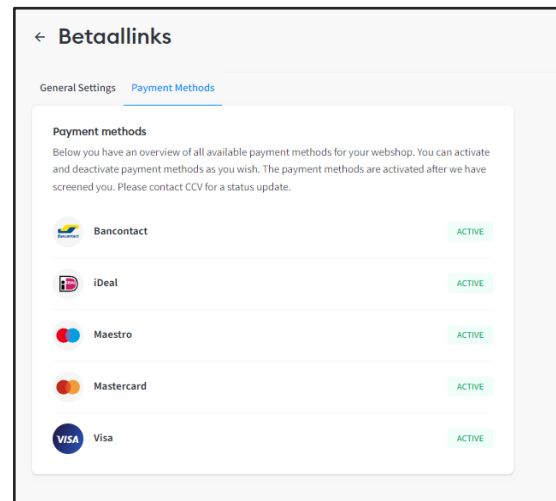 ← Betaallinks
General Settings Payment Methods
Payment methods
Below you have an overview of all available payment methods for your webshop. You can activate
and deactivate payment methods as you wish. The payment methods are activated after we have
screened you. Please contact CCV for a status update.
Bancontact Bancontact ACTIVE
iDeal ACTIVE
Maestro ACTIVE
Mastercard ACTIVE
VISA Visa ACTIVE